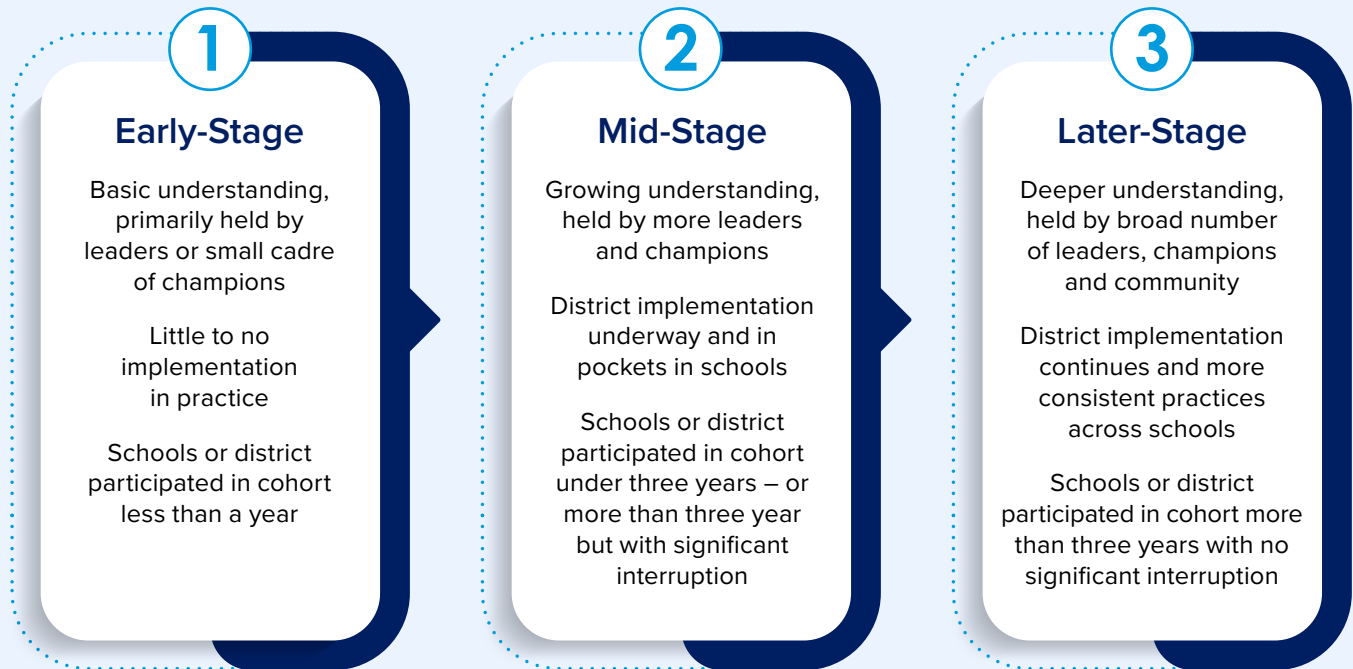 1
Early-Stage
Basic understanding,
primarily held by
leaders or small cadre
of champions
Little to no
implementation
in practice
Schools or district
participated in cohort
less than a year
2
Mid-Stage
Growing understanding,
held by more leaders
and champions
District implementation
underway and in
pockets in schools
Schools or district
participated in cohort
under three years – or
more than three year
but with significant
interruption
3
Later-Stage
Deeper understanding,
held by broad number
of leaders, champions
and community
District implementation
continues and more
consistent practices
across schools
Schools or district
participated in cohort more
than three years with no
significant interruption